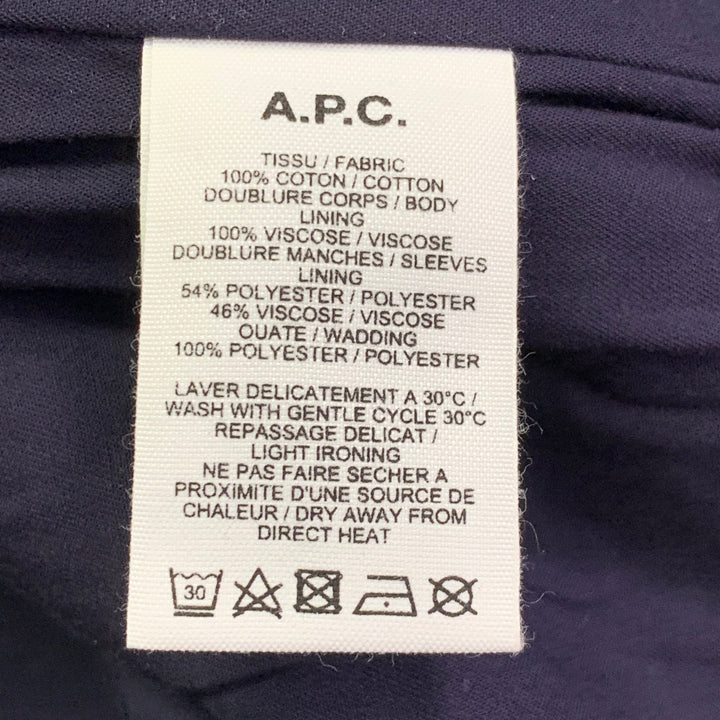 A.P.C.
TISSU / FABRIC
100% COTON / COTTON
DOUBLURE CORPS / BODY
LINING
100% VISCOSE / VISCOSE
DOUBLURE MANCHES / SLEEVES
LINING
54% POLYESTER / POLYESTER
46% VISCOSE / VISCOSE
OUATE / WADDING
100% POLYESTER / POLYESTER
LAVER DELICATEMENT A 30°C /
WASH WITH GENTLE CYCLE 30°C
REPASSAGE DELICAT /
LIGHT IRONING
NE PAS FAIRE SECHER A
PROXIMITE D'UNE SOURCE DE
CHALEUR / DRY AWAY FROM
DIRECT HEAT
30